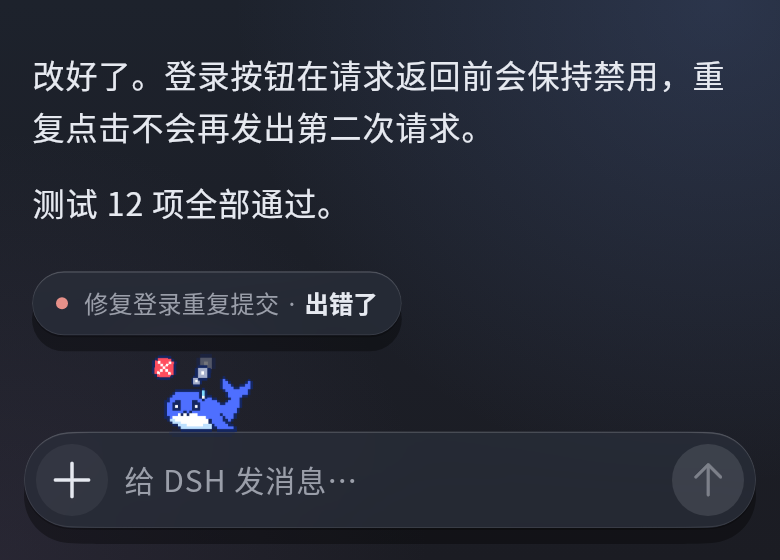 改好了。登录按钮在请求返回前会保持禁用，重
复点击不会再发出第二次请求。
测试 12 项全部通过。
修复登录重复提交 · 出错了
给 DSH 发消息…